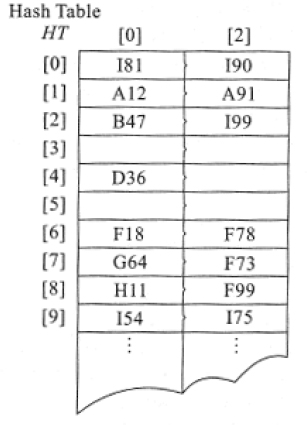 Hash Table
HT [0] [2]
[0] I81 I90
[1] A12 A91
[2] B47 I99
[3]
[4] D36
[5]
[6] F18 F78
[7] G64 F73
[8] H11 F99
[9] I54 I75
⋮ ⋮